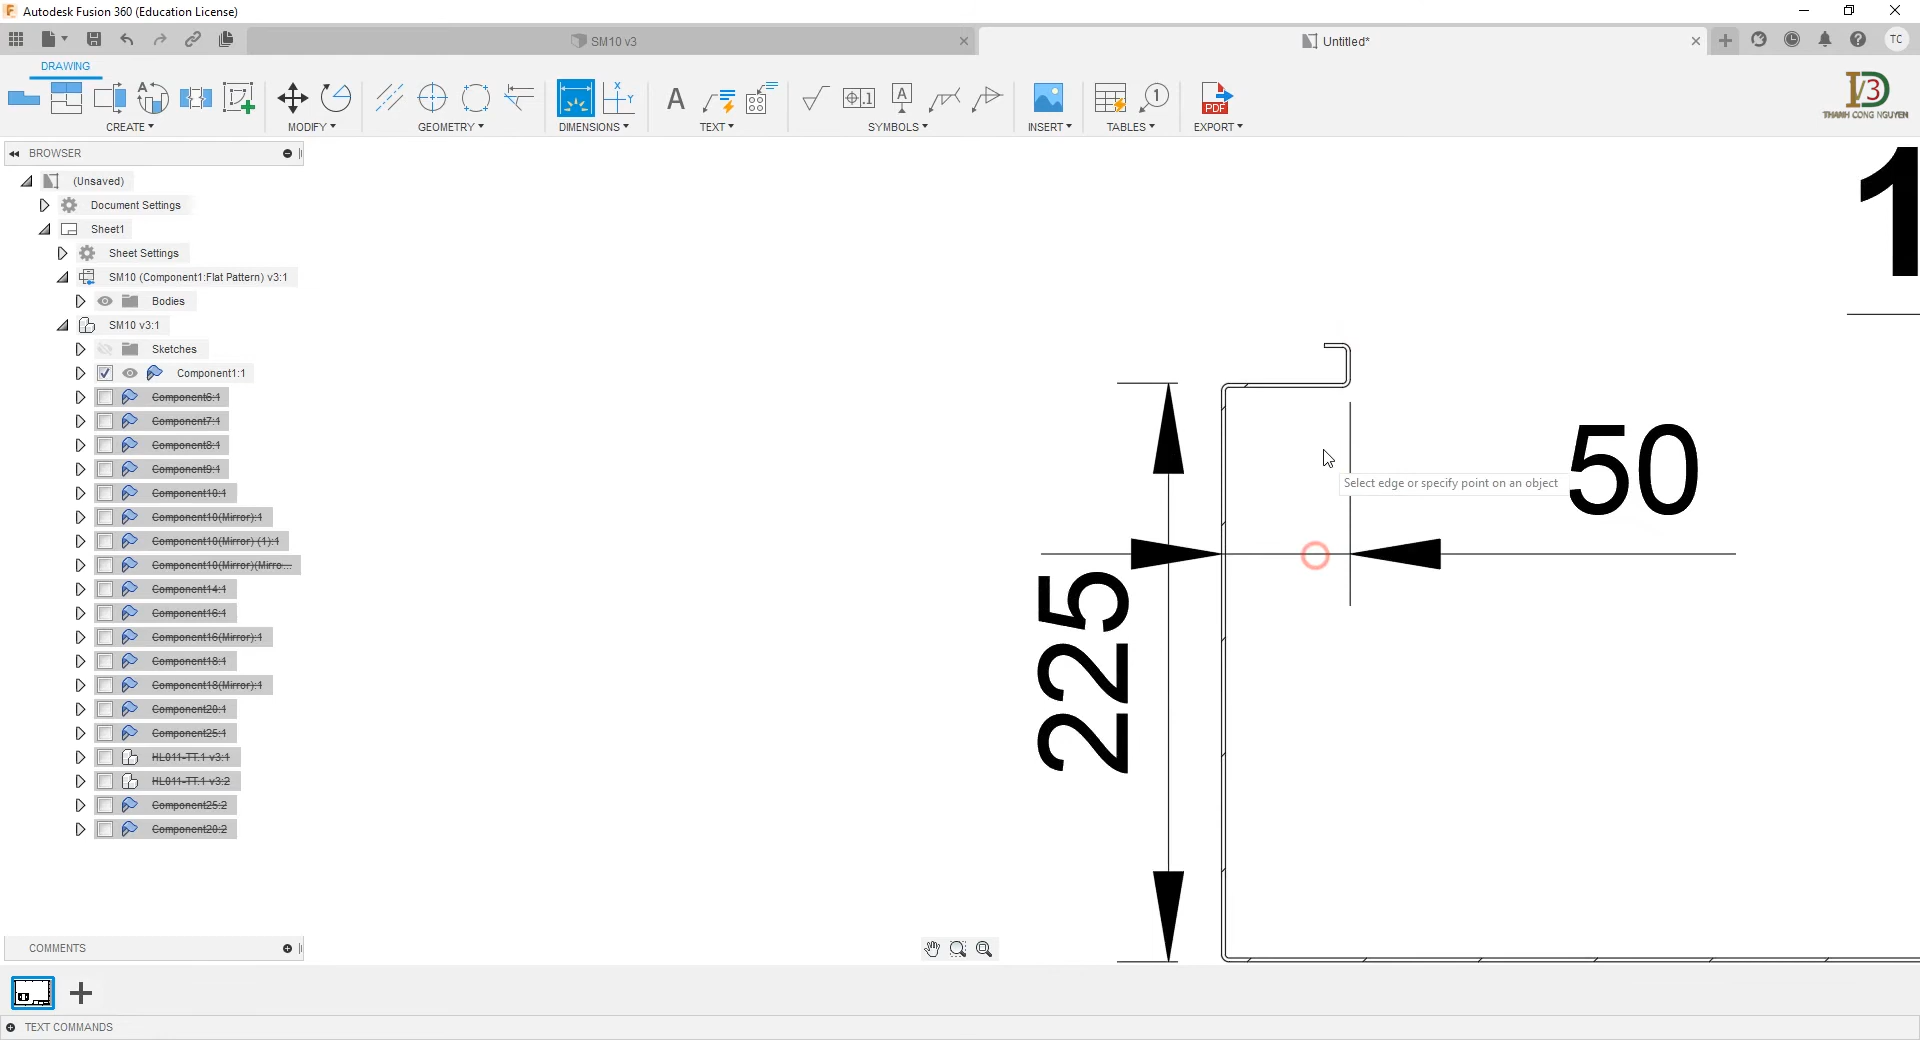 Autodesk Fusion 360 (Education License)
SM10 v3
Untitled*
TC
DRAWING
CREATE
MODIFY
GEOMETRY
DIMENSIONS
TEXT
SYMBOLS
INSERT
TABLES
EXPORT
PDF
IV3D
THANH CONG NGUYEN
BROWSER
(Unsaved)
Document Settings
Sheet1
Sheet Settings
SM10 (Component1:Flat Pattern) v3:1
Bodies
SM10 v3:1
Sketches
Component1:1
Component6:1
Component7:1
Component8:1
Component9:1
Component10:1
Component10(Mirror):1
Component10(Mirror) (1):1
Component10(Mirror)(Mirro...
Component14:1
Component16:1
Component16(Mirror):1
Component18:1
Component18(Mirror):1
Component20:1
Component25:1
HL011-TT.1 v3:1
HL011-TT.1 v3:2
Component25:2
Component20:2
1
50
Select edge or specify point on an object
225
COMMENTS
TEXT COMMANDS